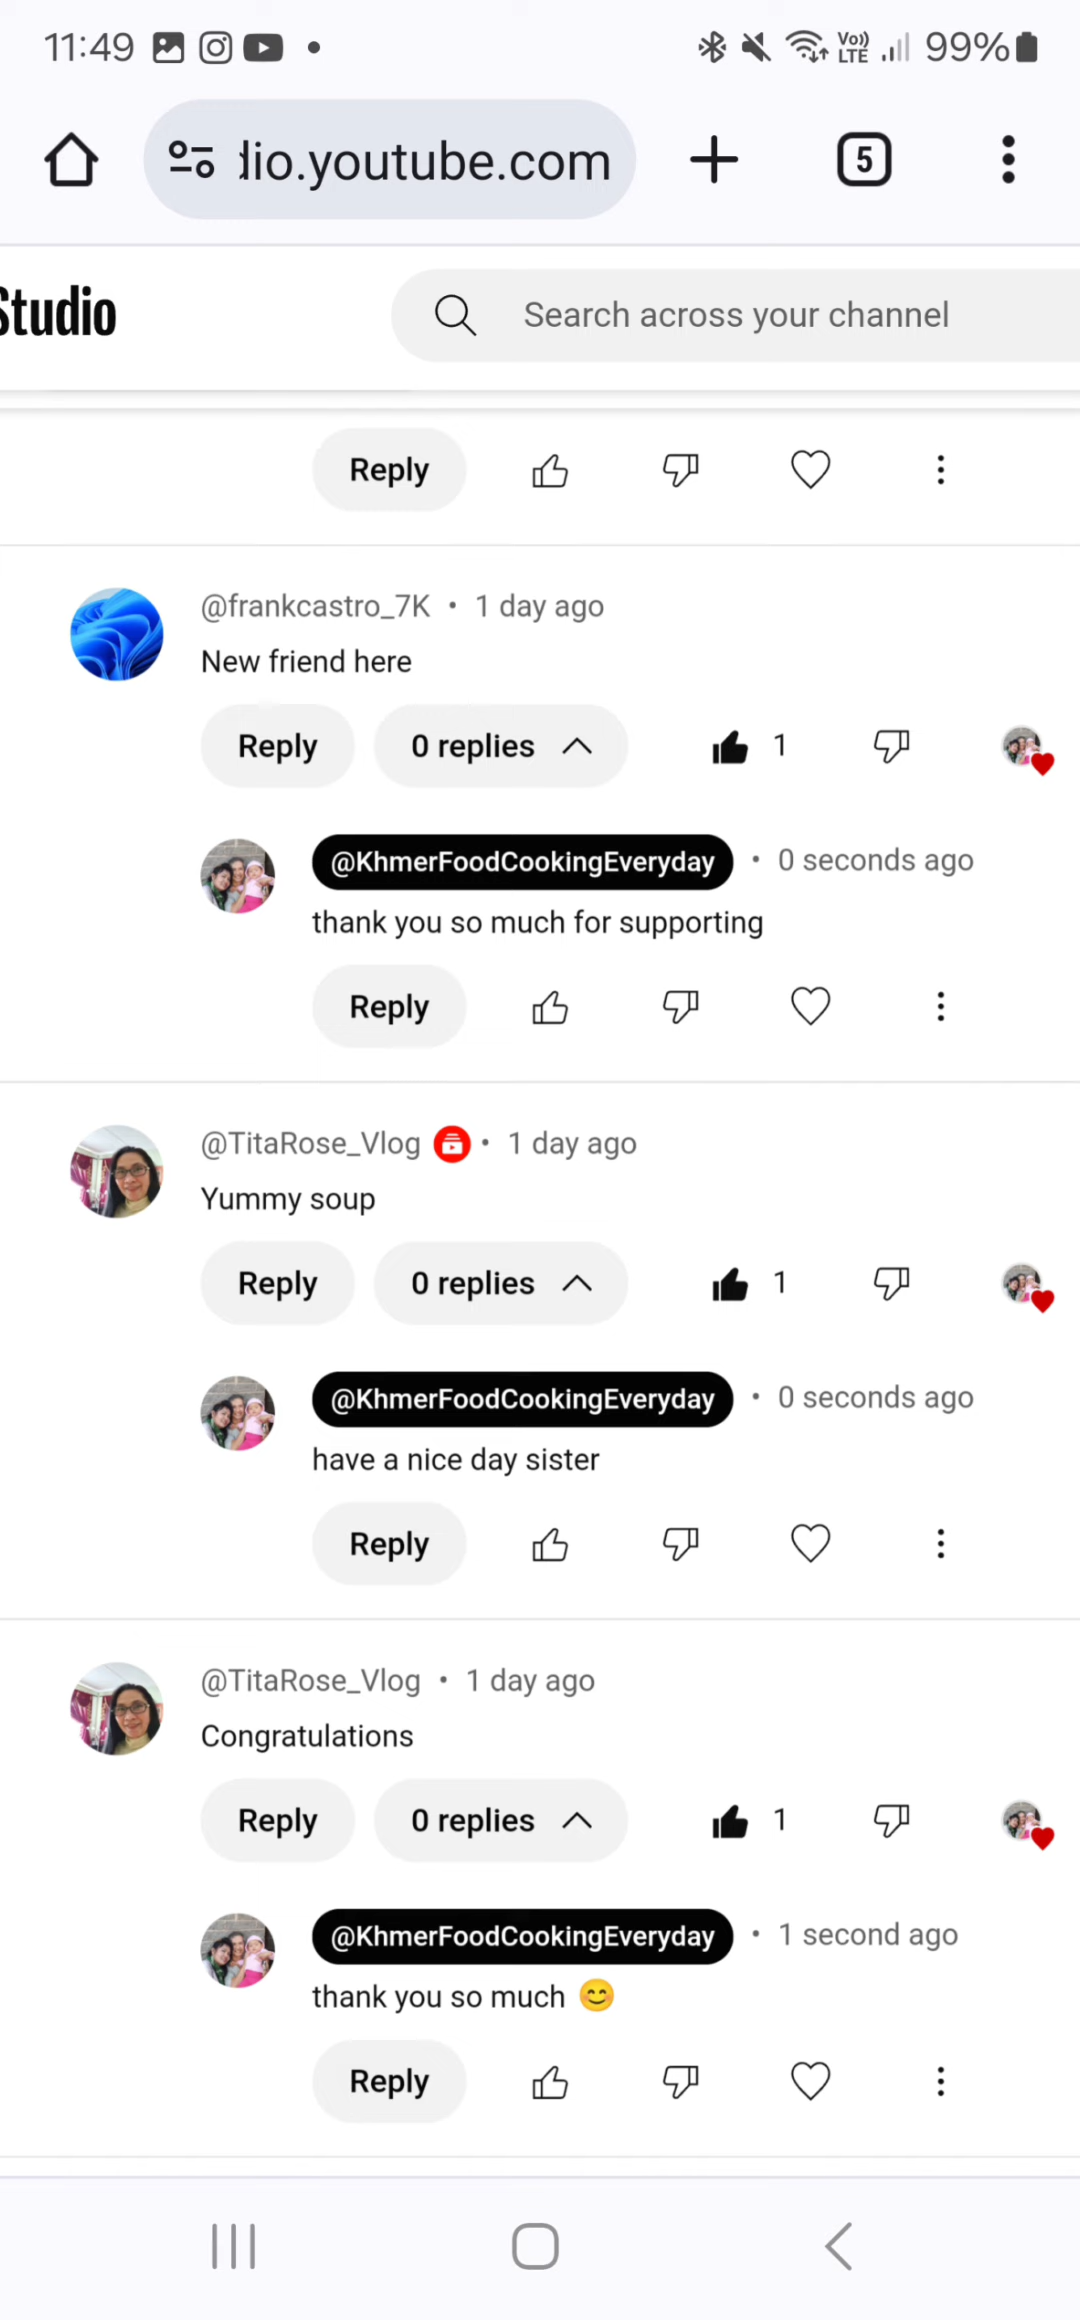 11:49 Vo)) LTE 99%
dio.youtube.com 5
Studio Search across your channel
Reply
@frankcastro_7K • 1 day ago
New friend here
Reply 0 replies 1
@KhmerFoodCookingEveryday • 0 seconds ago
thank you so much for supporting
Reply
@TitaRose_Vlog • 1 day ago
Yummy soup
Reply 0 replies 1
@KhmerFoodCookingEveryday • 0 seconds ago
have a nice day sister
Reply
@TitaRose_Vlog • 1 day ago
Congratulations
Reply 0 replies 1
@KhmerFoodCookingEveryday • 1 second ago
thank you so much 😊
Reply